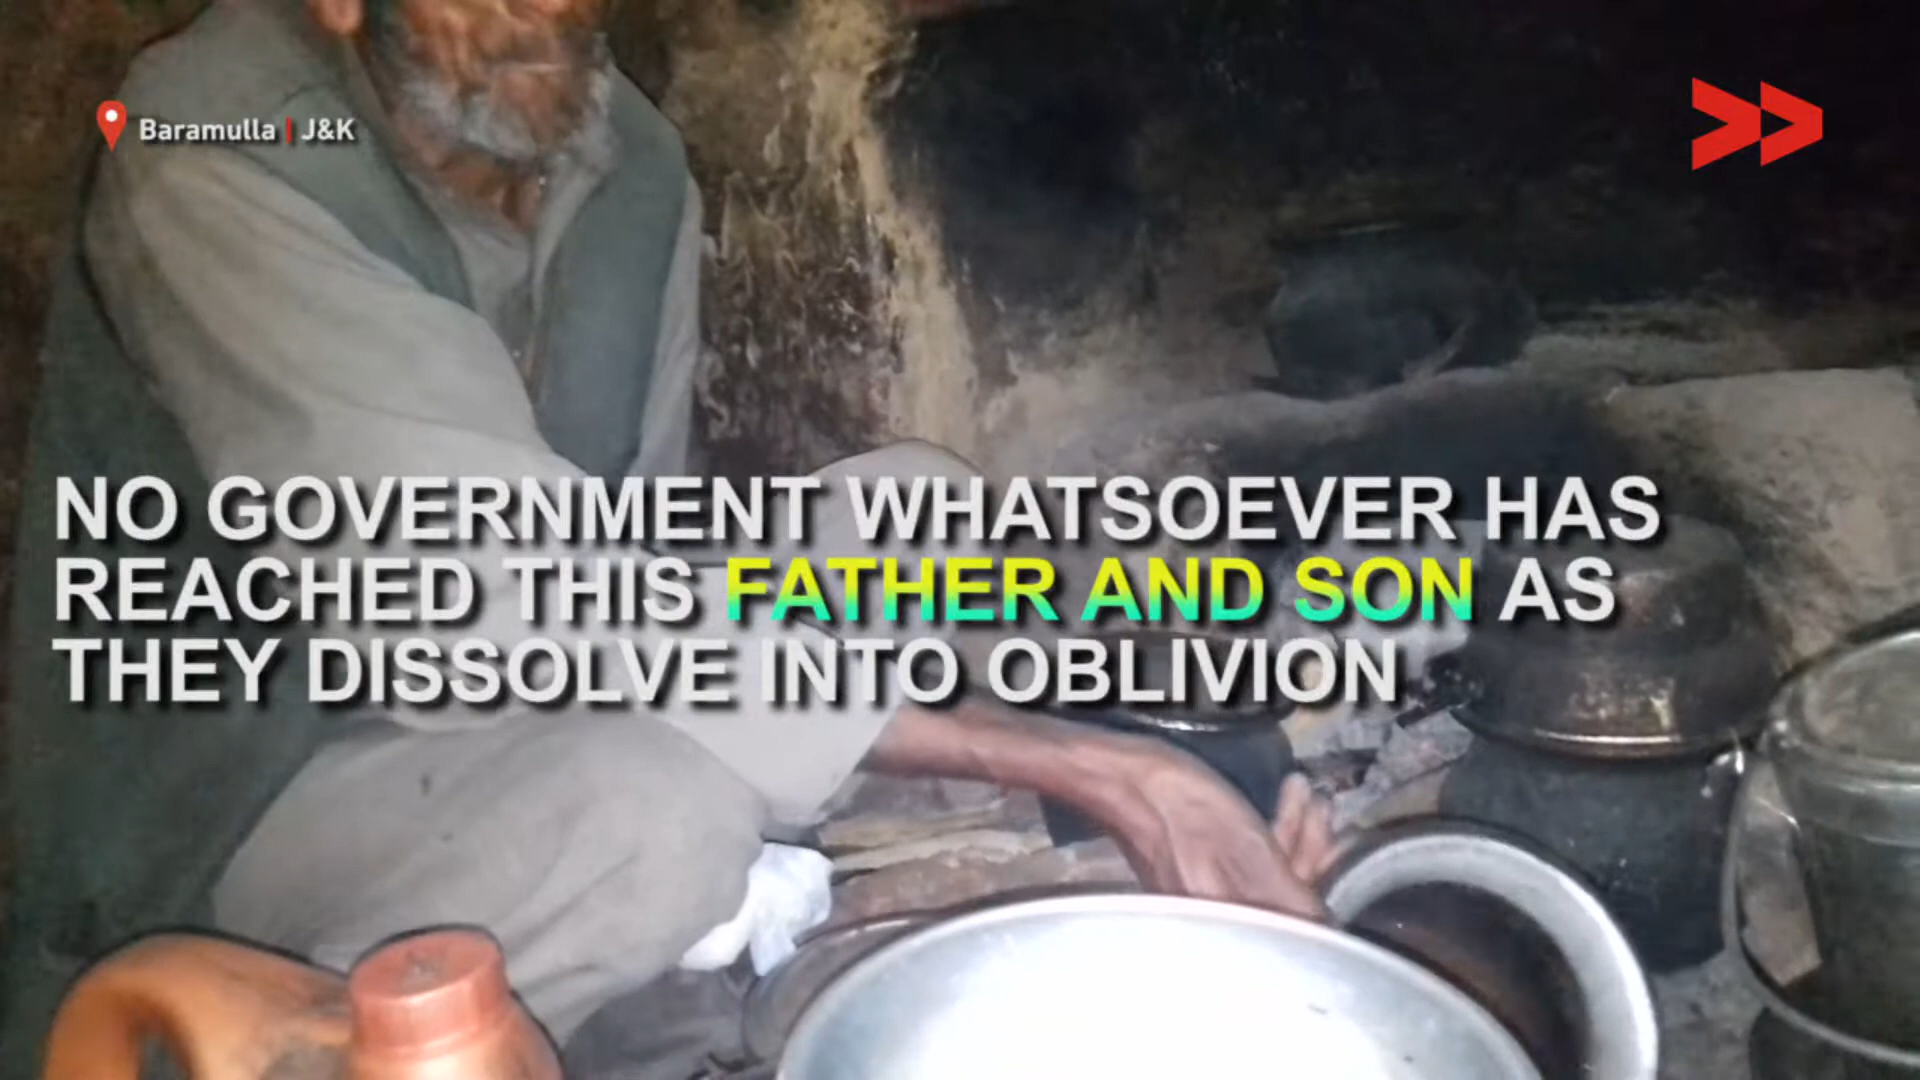 Baramulla | J&K
NO GOVERNMENT WHATSOEVER HAS
REACHED THIS FATHER AND SON AS
THEY DISSOLVE INTO OBLIVION